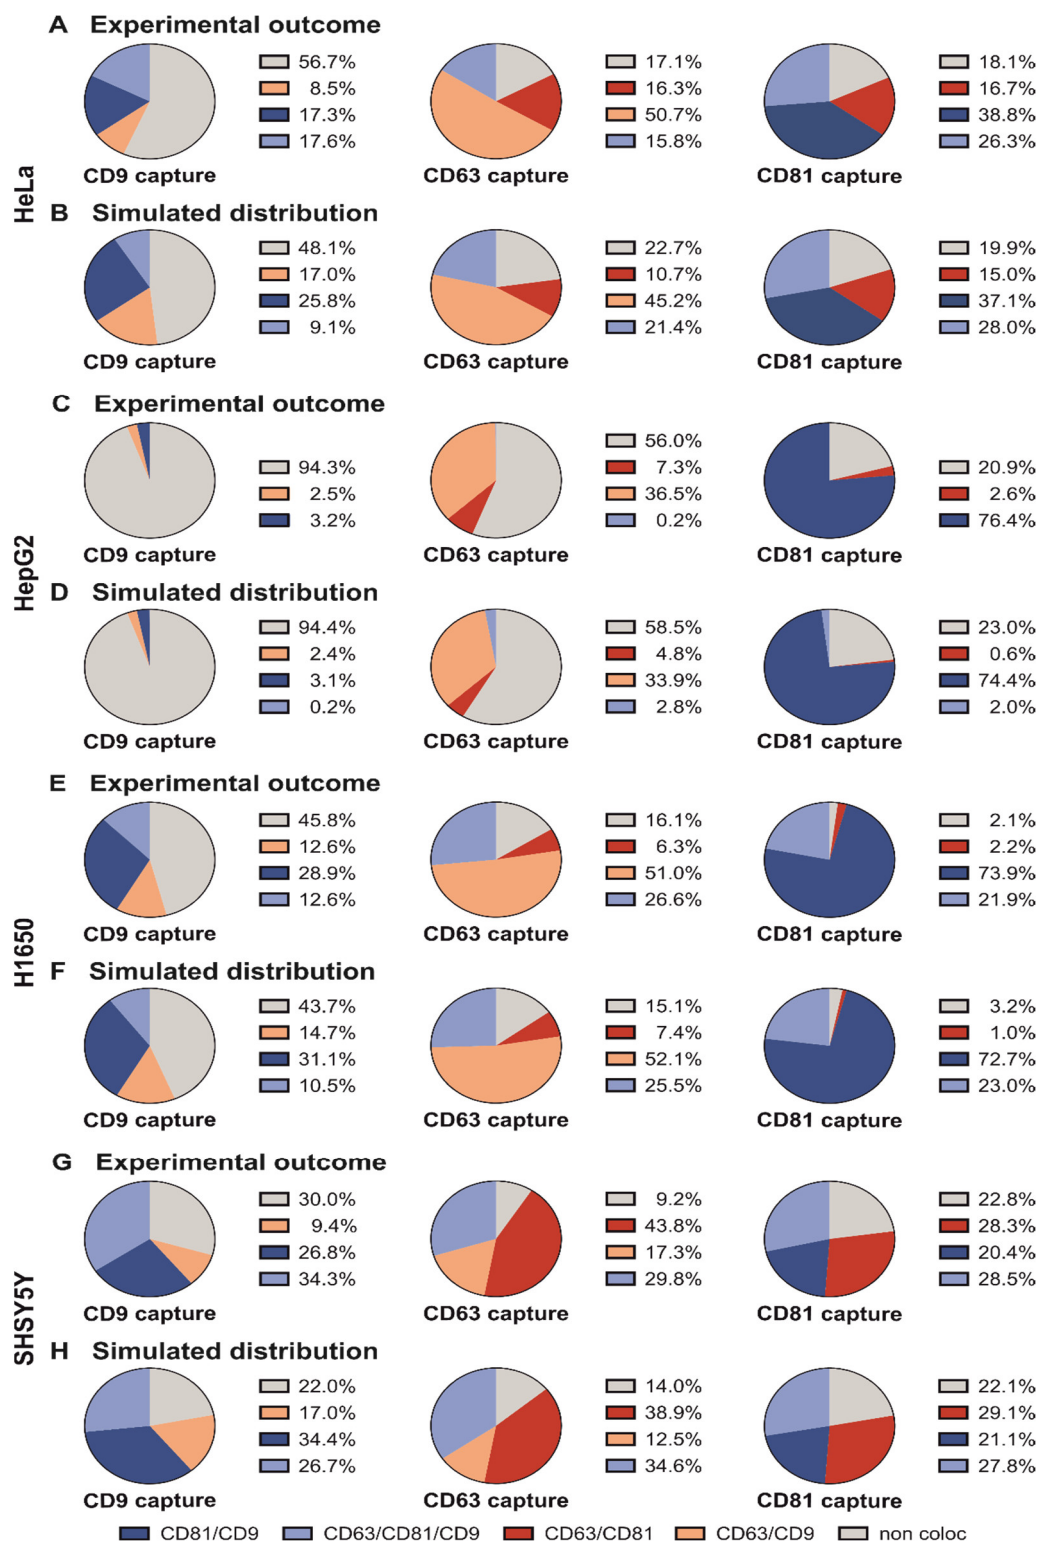 A Experimental outcome
56.7% 17.1% 18.1%
8.5% 16.3% 16.7%
17.3% 50.7% 38.8%
17.6% 15.8% 26.3%
CD9 capture CD63 capture CD81 capture
HeLa
B Simulated distribution
48.1% 22.7% 19.9%
17.0% 10.7% 15.0%
25.8% 45.2% 37.1%
9.1% 21.4% 28.0%
CD9 capture CD63 capture CD81 capture
C Experimental outcome
56.0%
94.3% 7.3% 20.9%
2.5% 36.5% 2.6%
3.2% 0.2% 76.4%
CD9 capture CD63 capture CD81 capture
HepG2
D Simulated distribution
94.4% 58.5% 23.0%
2.4% 4.8% 0.6%
3.1% 33.9% 74.4%
0.2% 2.8% 2.0%
CD9 capture CD63 capture CD81 capture
E Experimental outcome
45.8% 16.1% 2.1%
12.6% 6.3% 2.2%
28.9% 51.0% 73.9%
12.6% 26.6% 21.9%
CD9 capture CD63 capture CD81 capture
H1650
F Simulated distribution
43.7% 15.1% 3.2%
14.7% 7.4% 1.0%
31.1% 52.1% 72.7%
10.5% 25.5% 23.0%
CD9 capture CD63 capture CD81 capture
G Experimental outcome
30.0% 9.2% 22.8%
9.4% 43.8% 28.3%
26.8% 17.3% 20.4%
34.3% 29.8% 28.5%
CD9 capture CD63 capture CD81 capture
SHSY5Y
H Simulated distribution
22.0% 14.0% 22.1%
17.0% 38.9% 29.1%
34.4% 12.5% 21.1%
26.7% 34.6% 27.8%
CD9 capture CD63 capture CD81 capture
CD81/CD9 CD63/CD81/CD9 CD63/CD81 CD63/CD9 non coloc